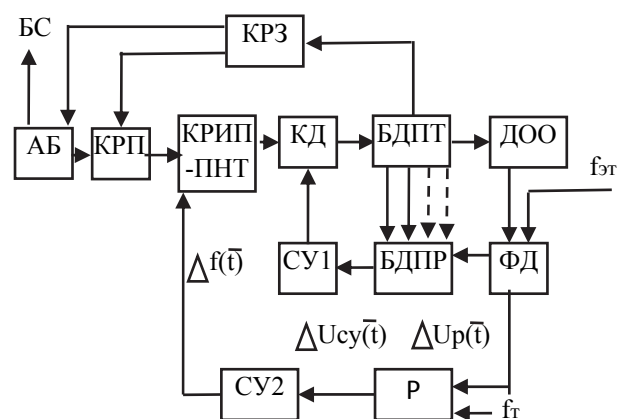 БС
КРЗ
АБ
КРП
КРИП
-ПНТ
КД
БДПТ
ДОО
fэт
Δf(t̅)
СУ1
БДПР
ФД
ΔUcy(t̅)
ΔUp(t̅)
СУ2
Р
fт